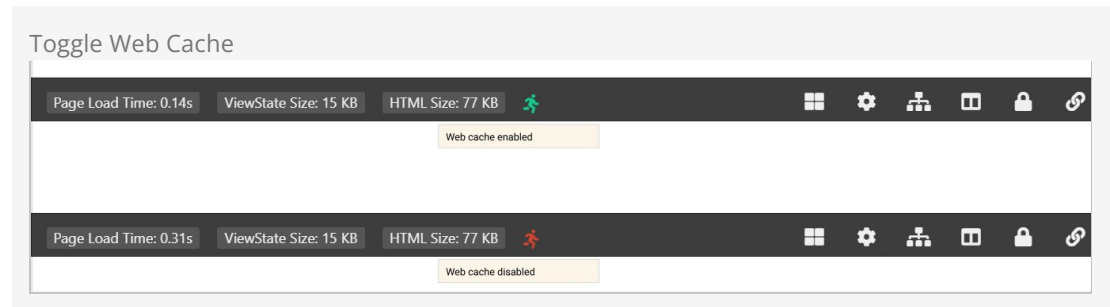 Toggle Web Cache
Page Load Time: 0.14s ViewState Size: 15 KB HTML Size: 77 KB
Web cache enabled
Page Load Time: 0.31s ViewState Size: 15 KB HTML Size: 77 KB
Web cache disabled